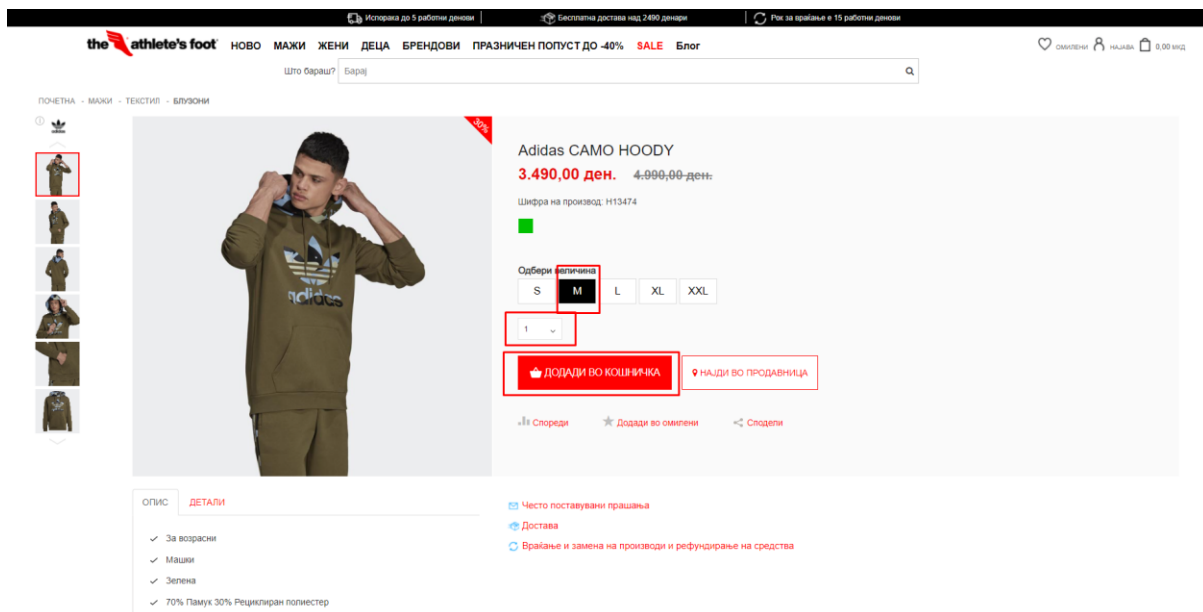 Испорака до 5 работни денови
Бесплатна достава над 2490 денари
Рок за враќање е 15 работни денови
the athlete's foot НОВО МАЖИ ЖЕНИ ДЕЦА БРЕНДОВИ ПРАЗНИЧЕН ПОПУСТ ДО -40% SALE Блог
ОМИЛЕНИ НАЈАВА 0,00 МКД
Што бараш? Барај
ПОЧЕТНА - МАЖИ - ТЕКСТИЛ - БЛУЗОНИ
30%
adidas
Adidas CAMO HOODY
3.490,00 ден. 4.990,00 ден.
Шифра на производ: H13474
Одбери величина
S M L XL XXL
1
ДОДАДИ ВО КОШНИЧКА НАЈДИ ВО ПРОДАВНИЦА
Спореди Додади во омилени Сподели
ОПИС ДЕТАЛИ
За возрасни
Машки
Зелена
70% Памук 30% Рециклиран полиестер
Често поставувани прашања
Достава
Враќање и замена на производи и рефундирање на средства